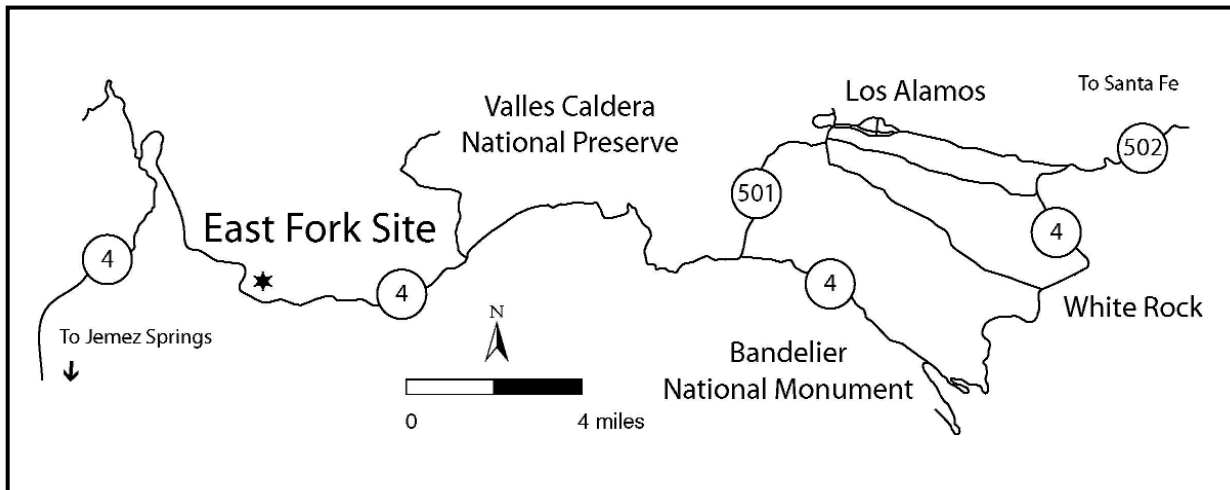 Los Alamos
To Santa Fe
Valles Caldera
National Preserve
502
501
East Fork Site
4
4
4
4
To Jemez Springs
N
White Rock
Bandelier
National Monument
0
4 miles